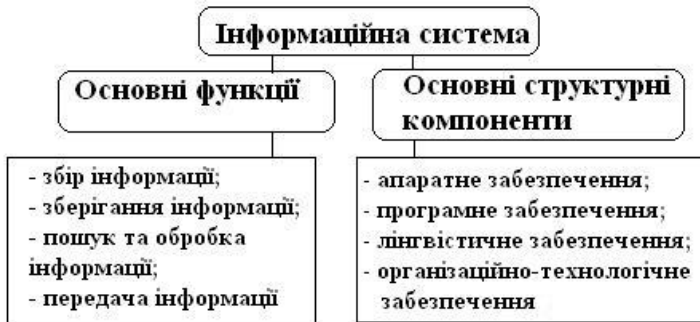 Інформаційна система
Основні функції
Основні структурні
компоненти
- збір інформації;
- зберігання інформації;
- пошук та обробка
інформації;
- передача інформації
- апаратне забезпечення;
- програмне забезпечення;
- лінгвістичне забезпечення;
- організаційно-технологічне
забезпечення